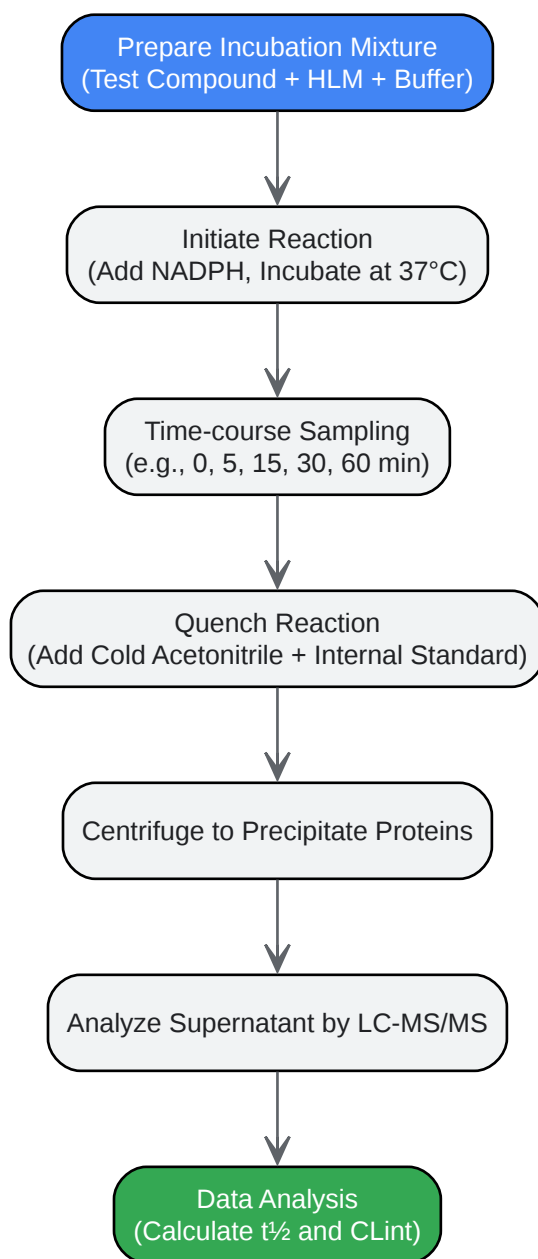 Prepare Incubation Mixture
(Test Compound + HLM + Buffer)
Initiate Reaction
(Add NADPH, Incubate at 37°C)
Time-course Sampling
(e.g., 0, 5, 15, 30, 60 min)
Quench Reaction
(Add Cold Acetonitrile + Internal Standard)
Centrifuge to Precipitate Proteins
Analyze Supernatant by LC-MS/MS
Data Analysis
(Calculate t½ and CLint)